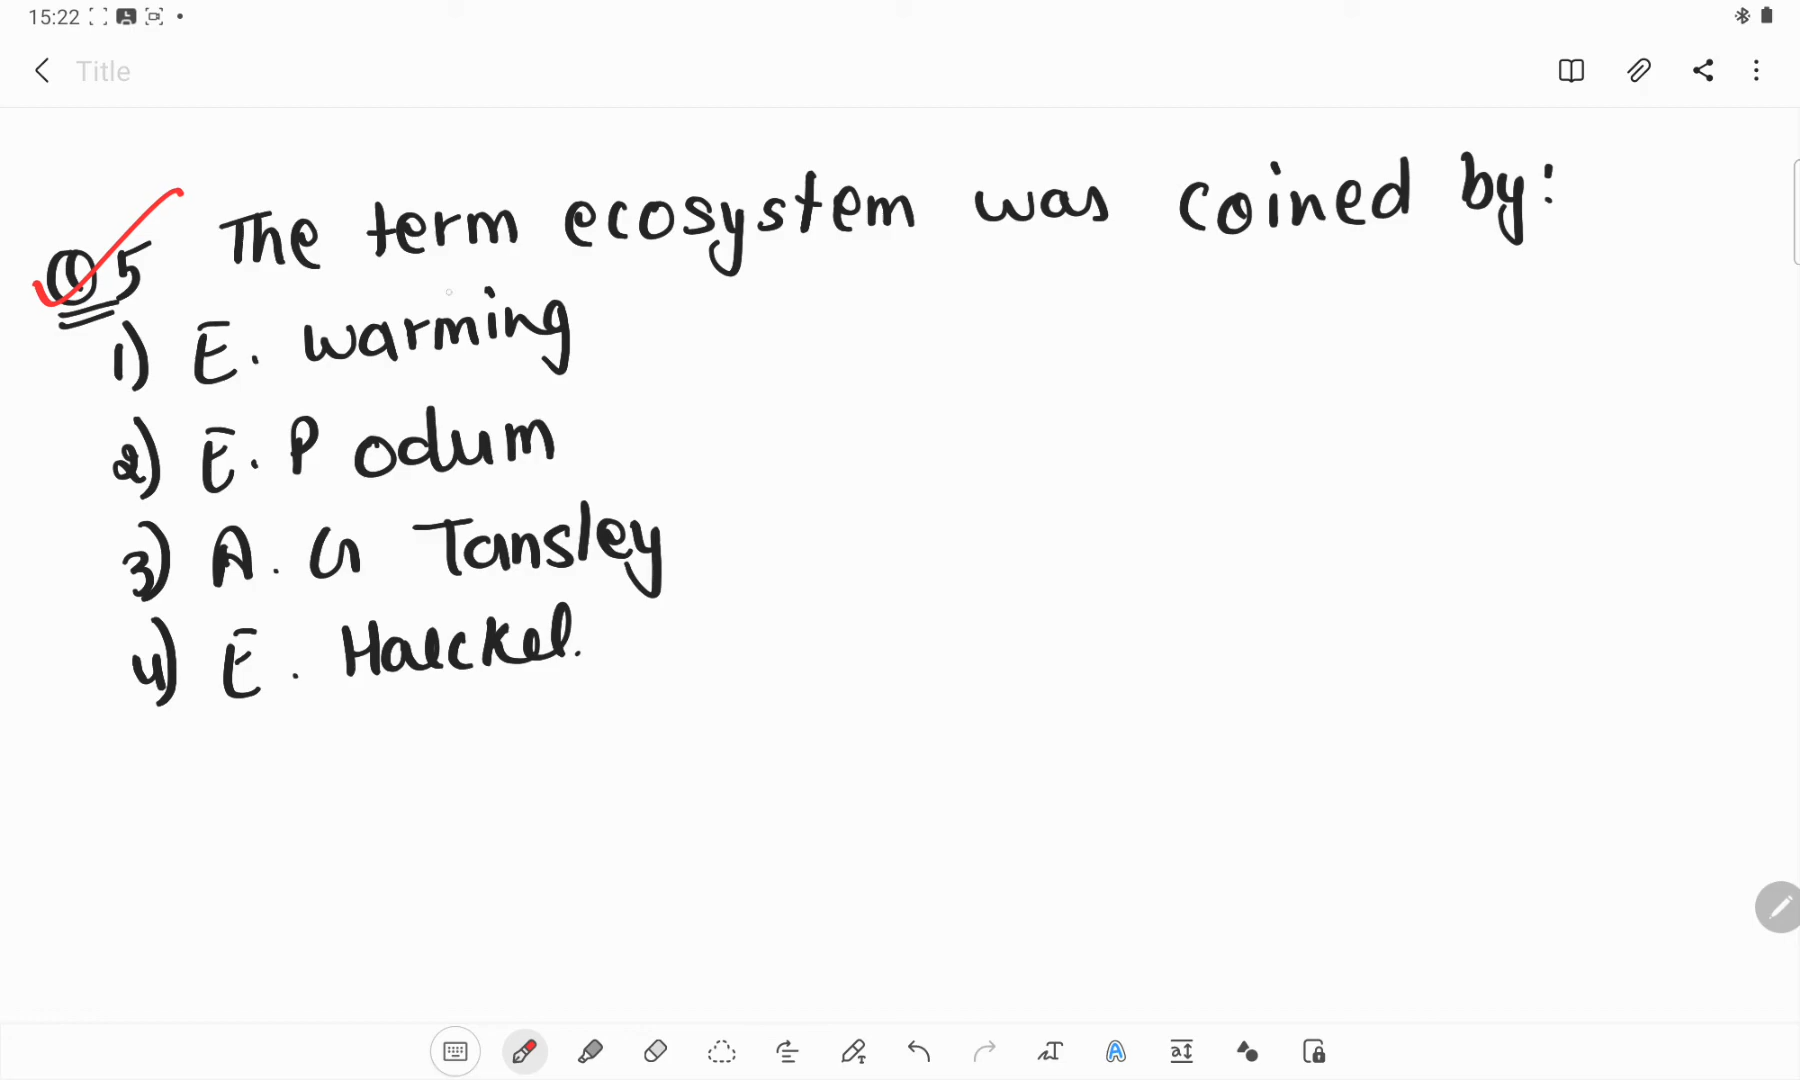 15:22
Title
Q5 The term ecosystem was coined by:
1) E. warming
2) E. P odum
3) A. G Tansley
4) E. Haeckel.